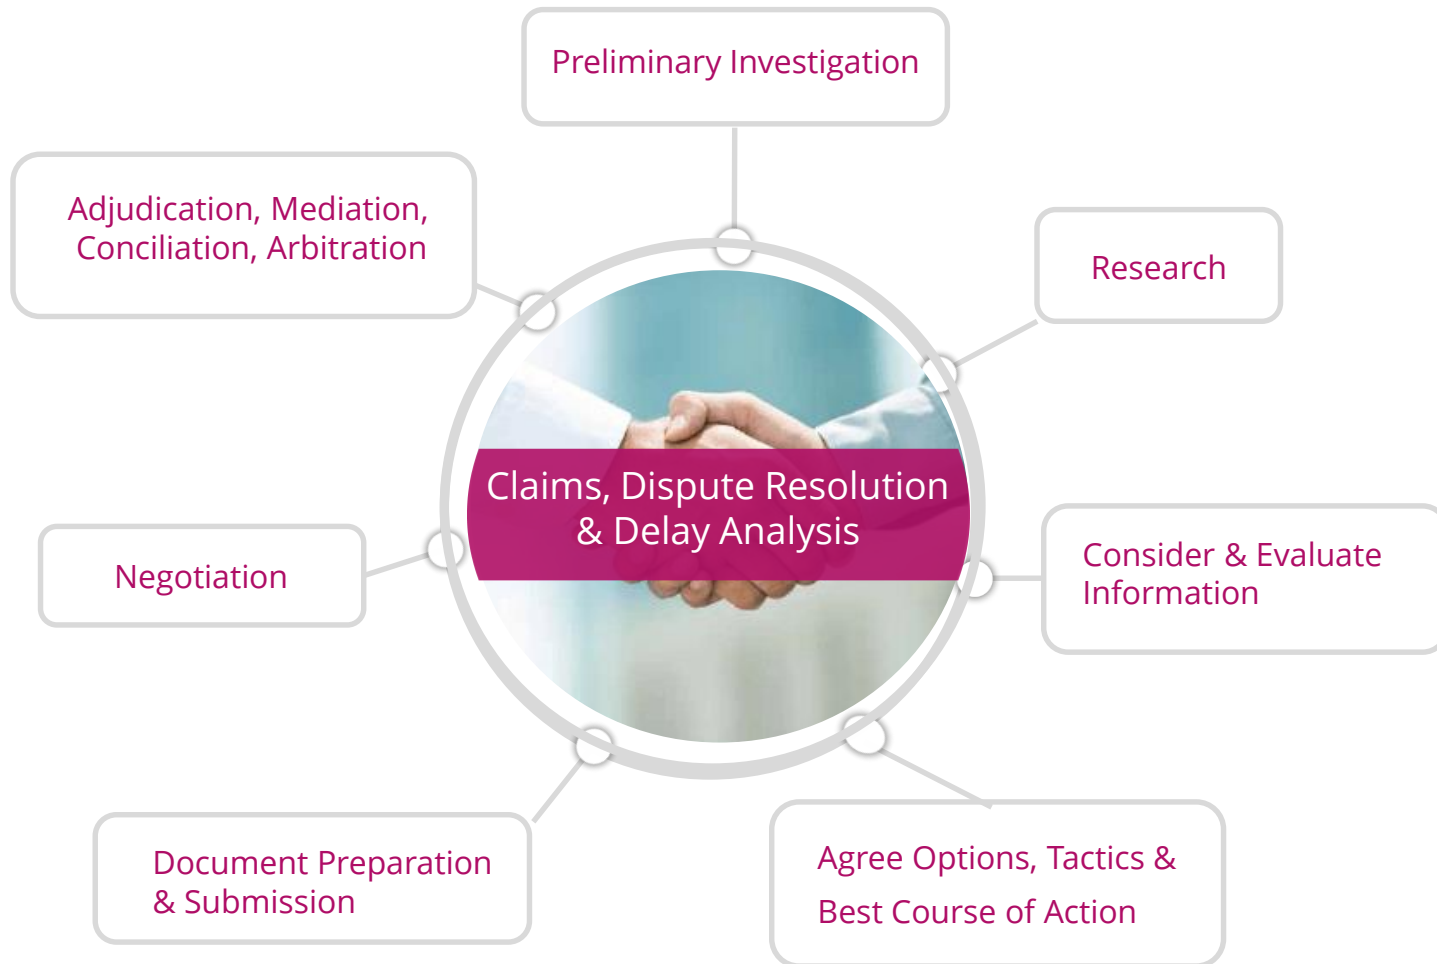 Preliminary Investigation
Adjudication, Mediation,
Conciliation, Arbitration
Research
Claims, Dispute Resolution
& Delay Analysis
Consider & Evaluate
Information
Negotiation
Agree Options, Tactics &
Best Course of Action
Document Preparation
& Submission